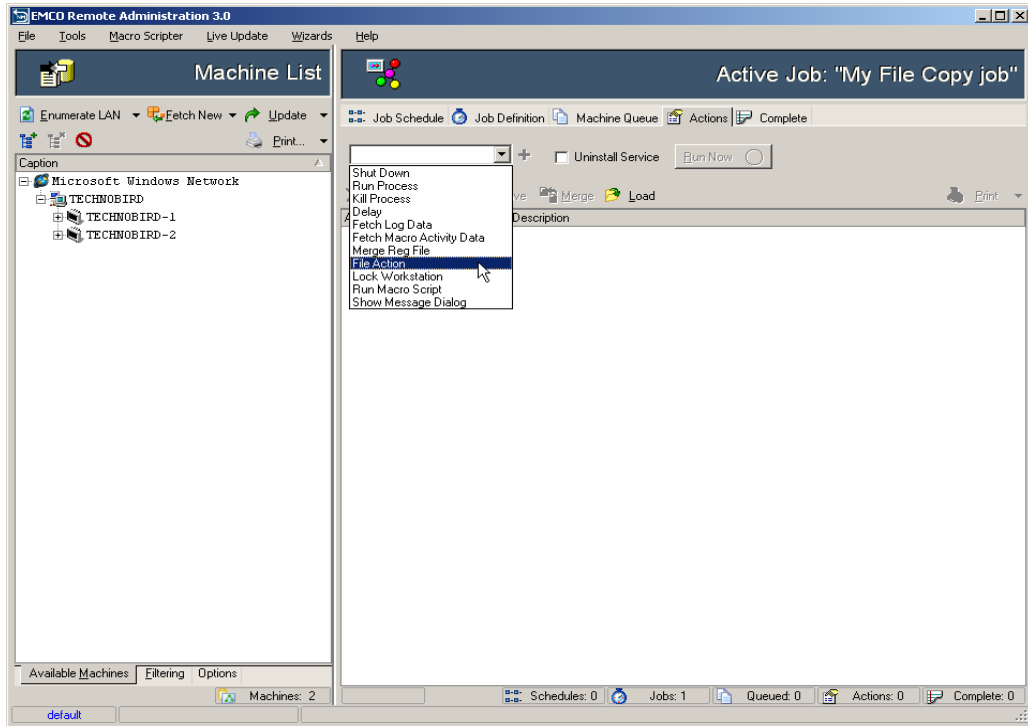 EMCO Remote Administration 3.0
File Tools Macro Scripter Live Update Wizards Help
Machine List
Active Job: "My File Copy job"
Enumerate LAN Fetch New Update
Print...
Job Schedule Job Definition Machine Queue Actions Complete
Uninstall Service Run Now
Merge Load Print
Caption
Description
Microsoft Windows Network
TECHNOBIRD
TECHNOBIRD-1
TECHNOBIRD-2
Shut Down
Run Process
Kill Process
Delay
Fetch Log Data
Fetch Macro Activity Data
Merge Reg File
File Action
Lock Workstation
Run Macro Script
Show Message Dialog
Available Machines Filtering Options
Machines: 2
Schedules: 0 Jobs: 1 Queued: 0 Actions: 0 Complete: 0
default